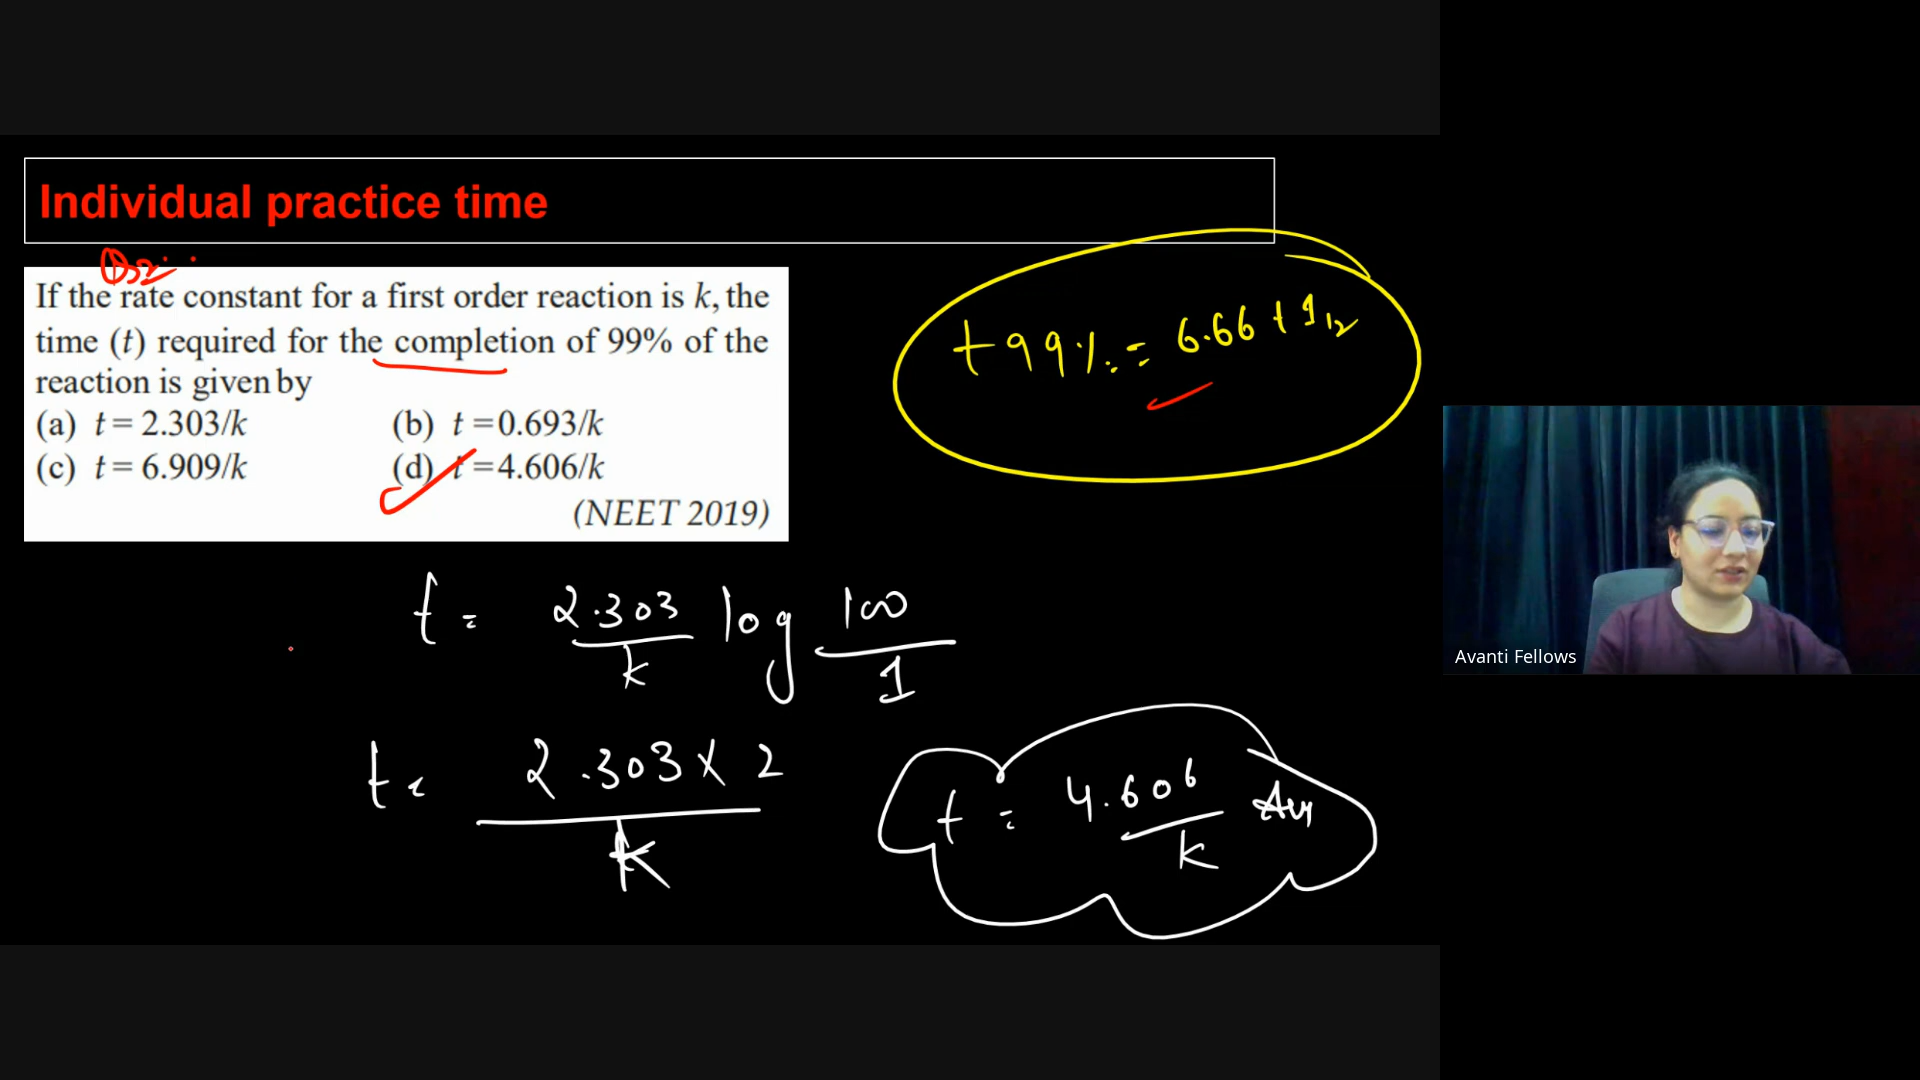 Individual practice time
If the rate constant for a first order reaction is k, the
time (t) required for the completion of 99% of the
reaction is given by
(a) t = 2.303/k (b) t = 0.693/k
(c) t = 6.909/k (d) t = 4.606/k
(NEET 2019)
t99% = 6.66 t1/2
t = 2.303/k log 100/1
t = 2.303 x 2/k
t = 4.606/k
Avanti Fellows